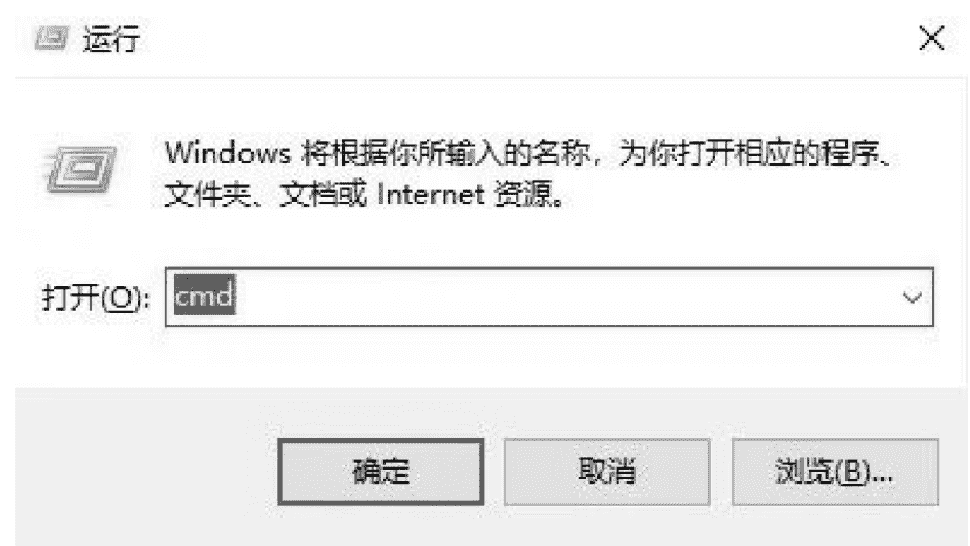 运行
Windows 将根据你所输入的名称，为你打开相应的程序、
文件夹、文档或 Internet 资源。
打开(O):
cmd
确定
取消
浏览(B)...